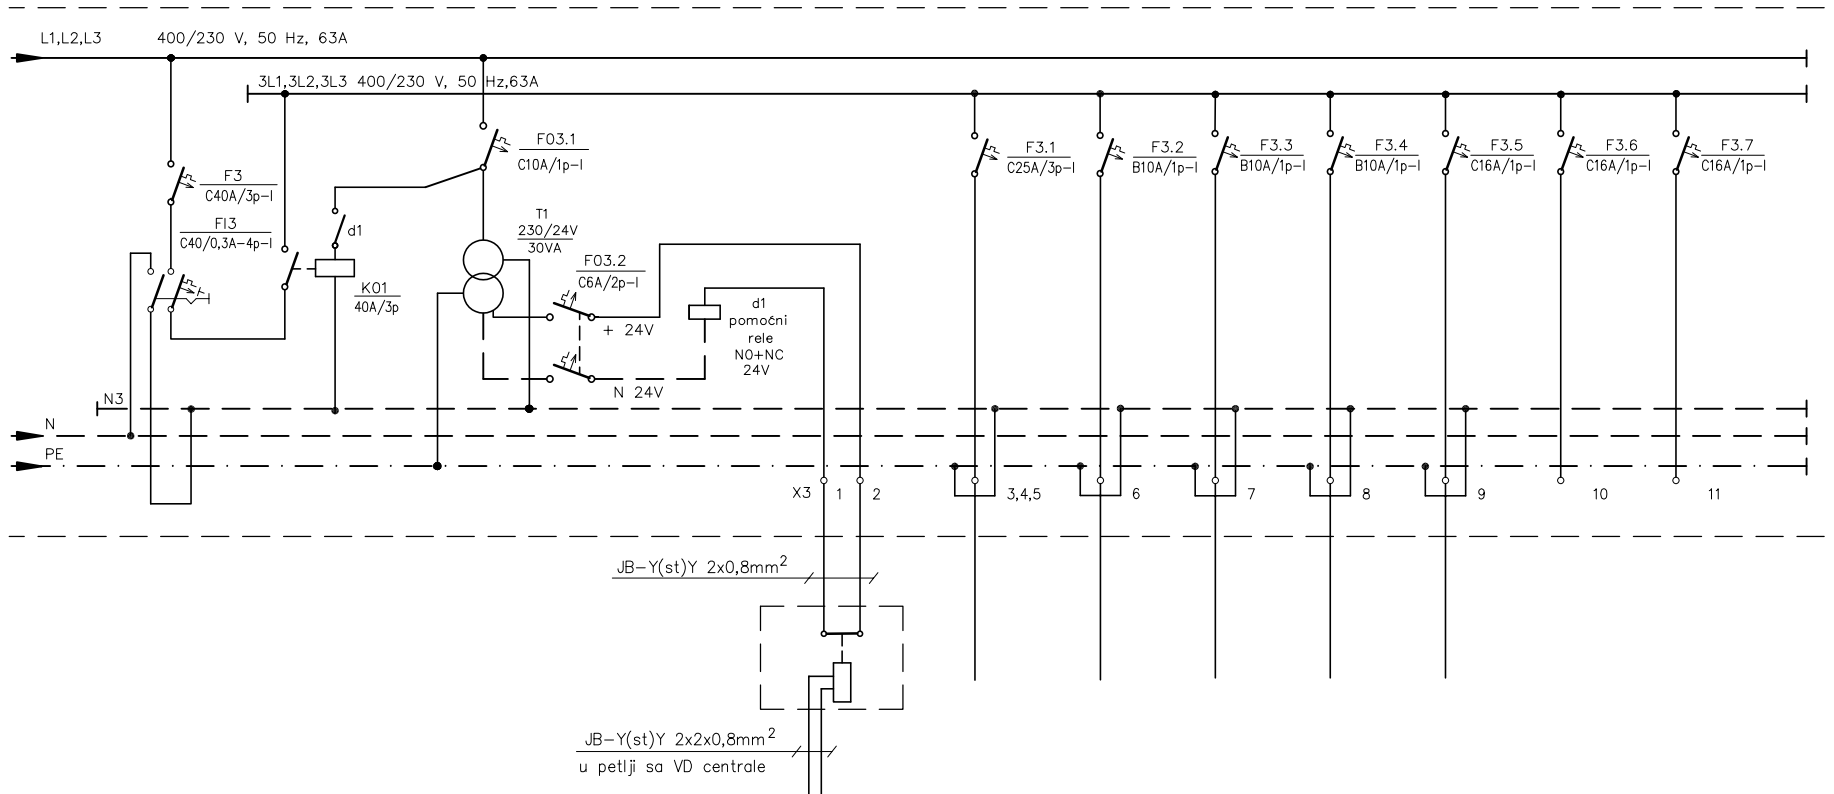 L1,L2,L3 400/230 V, 50 Hz, 63A
3L1,3L2,3L3 400/230 V, 50 Hz,63A
F3
C40A/3p-I
FI3
C40/0,3A-4p-I
d1
K01
40A/3p
F03.1
C10A/1p-I
T1
230/24V
30VA
F03.2
C6A/2p-I
+ 24V
N 24V
d1
pomoćni
rele
NO+NC
24V
F3.1
C25A/3p-I
F3.2
B10A/1p-I
F3.3
B10A/1p-I
F3.4
B10A/1p-I
F3.5
C16A/1p-I
F3.6
C16A/1p-I
F3.7
C16A/1p-I
N3
N
PE
X3 1 2 3,4,5 6 7 8 9 10 11
JB-Y(st)Y 2x0,8mm²
JB-Y(st)Y 2x2x0,8mm²
u petlji sa VD centrale